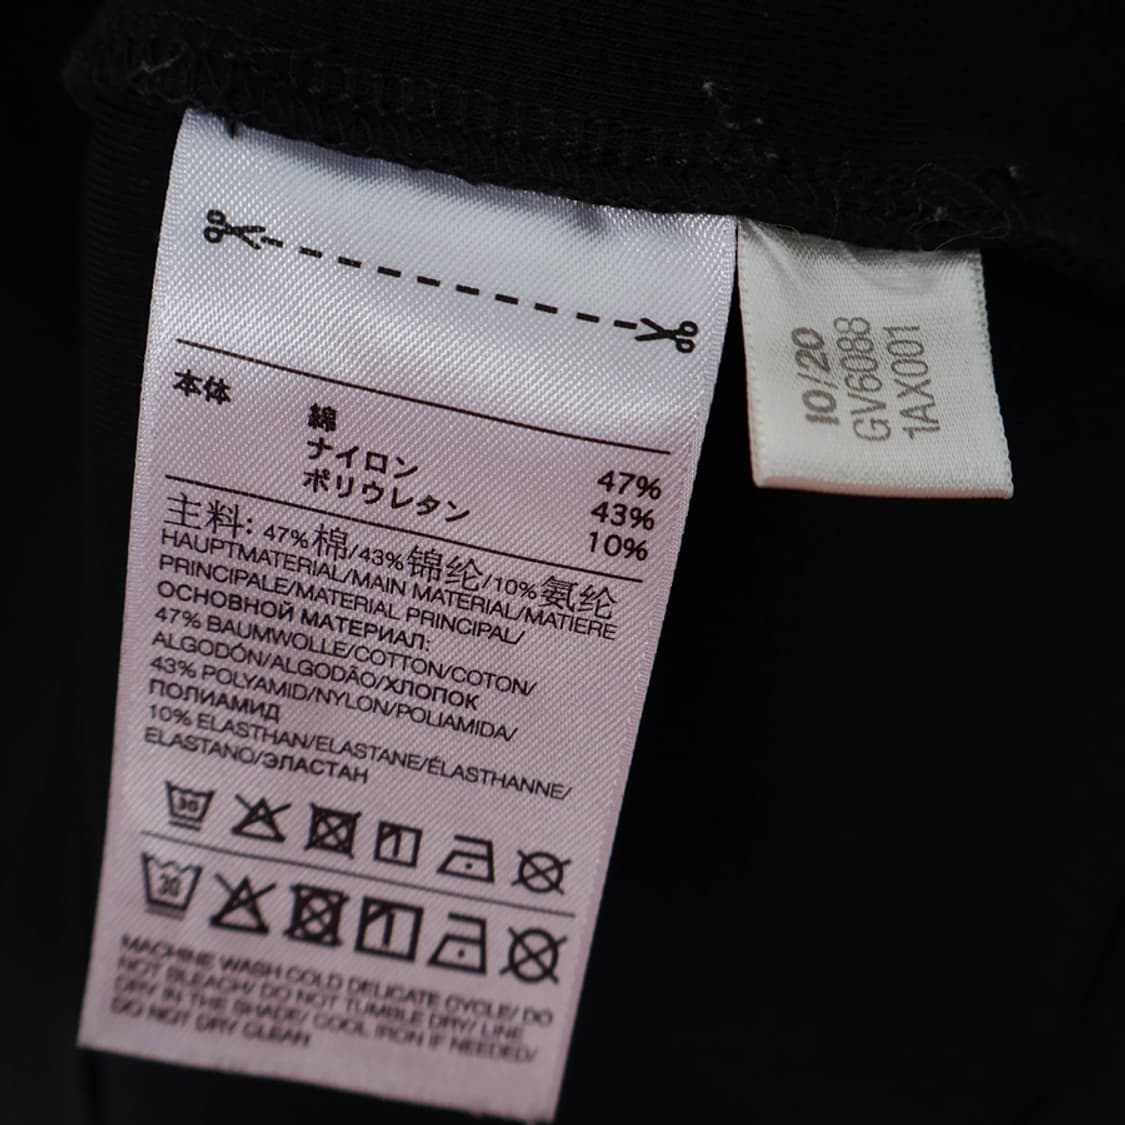 本体
綿 47%
ナイロン 43%
ポリウレタン 10%
主料: 47%棉/43%锦纶/10%氨纶
HAUPTMATERIAL/MAIN MATERIAL/MATIÈRE
PRINCIPALE/MATERIAL PRINCIPAL/
ОСНОВНОЙ МАТЕРИАЛ:
47% BAUMWOLLE/COTTON/COTON/
ALGODÓN/ALGODÃO/ХЛОПОК
43% POLYAMID/NYLON/POLIAMIDA/
ПОЛИАМИД
10% ELASTHAN/ELASTANE/ÉLASTHANNE/
ELASTANO/ЭЛАСТАН
30
30
MACHINE WASH COLD DELICATE CYCLE/ DO
NOT BLEACH/ DO NOT TUMBLE DRY/ LINE
DRY IN THE SHADE/ COOL IRON IF NEEDED/
DO NOT DRY CLEAN
10/20
GV6088
1AX001